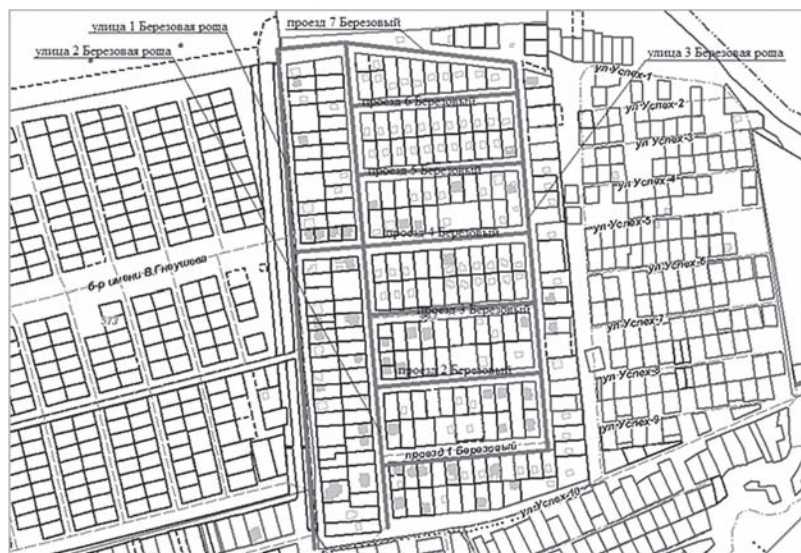 улица 1 Березовая роща
проезд 7 Березовый
улица 2 Березовая роща
улица 3 Березовая роща
ул Успех-1
проезд 6 Березовый
ул Успех-2
ул Успех-3
проезд 5 Березовый
ул Успех-4
ул Успех-5
проезд 4 Березовый
б-р имени В.Гнеушева
ул Успех-6
проезд 3 Березовый
ул Успех-7
проезд 2 Березовый
ул Успех-8
ул Успех-9
проезд 1 Березовый
ул Успех-10